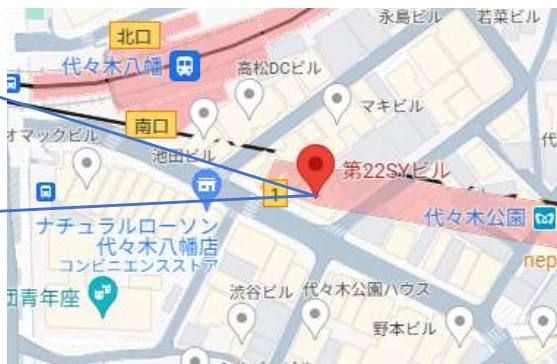 永島ビル
若菜ビル
北口
代々木八幡
高松DCビル
マキビル
南口
オマックビル
池田ビル
代
第22SYビル
1
代々木公園
ナチュラルローソン
代々木八幡店
コンビニエンスストア
nep
団青年座
渋谷ビル
代々木公園ハウス
野本ビル